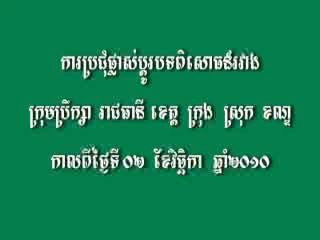 ការប្រជុំផ្លាស់ប្តូរបទពិសោធន៍រវាង
ក្រុមប្រឹក្សា រាជធានី ខេត្ត ក្រុង ស្រុក ខណ្ឌ
កាលពីថ្ងៃទី ០២ ខែវិច្ឆិកា ឆ្នាំ២០១០